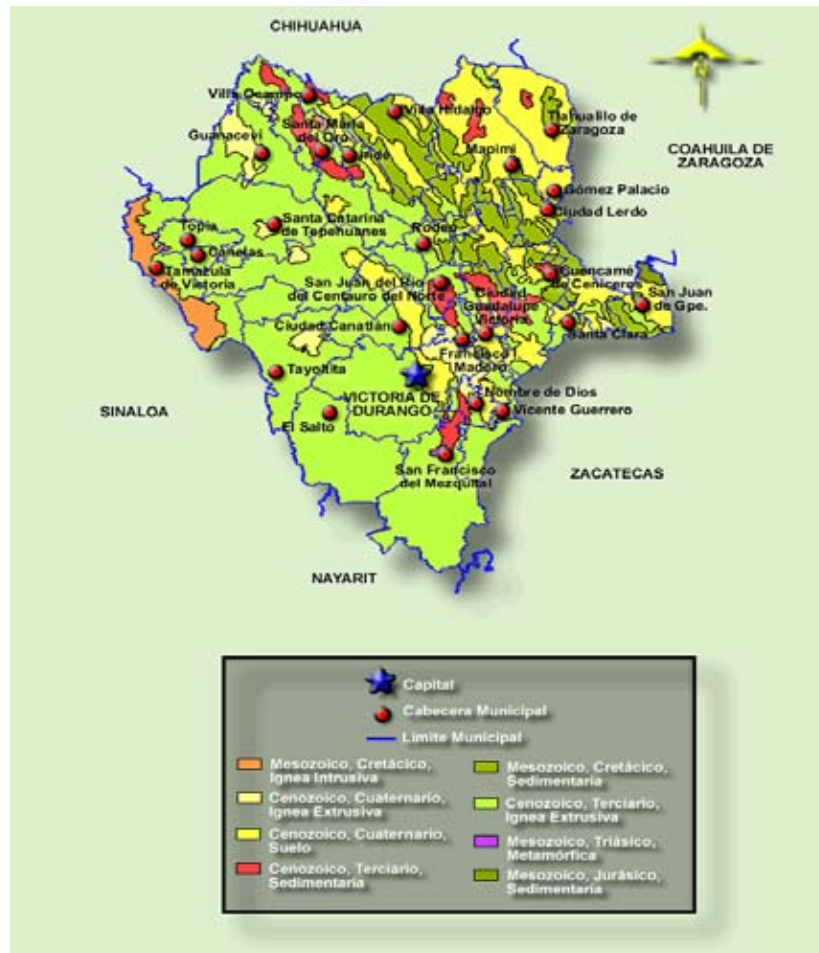 CHIHUAHUA
N
Villa Ocampo
Villa Hidalgo
Tlahualilo de
Zaragoza
Santa María
del Oro
Guanaceví
Indé
Mapimí
COAHUILA DE
ZARAGOZA
Gómez Palacio
Ciudad Lerdo
Santa Catarina
de Tepehuanes
Topia
Rodeo
Canelas
Tamazula
de Victoria
San Juan del Río
del Centauro del Norte
Cuencamé
de Ceniceros
Ciudad
Guadalupe
Victoria
San Juan
de Gpe.
Ciudad Canatlán
Santa Clara
Francisco I
Madero
Tayoltita
VICTORIA DE
DURANGO
Nombre de Dios
Vicente Guerrero
SINALOA
El Salto
San Francisco
del Mezquital
ZACATECAS
NAYARIT
Capital
Cabecera Municipal
Límite Municipal
Mesozoico, Cretácico,
Ignea Intrusiva
Cenozoico, Cuaternario,
Ignea Extrusiva
Cenozoico, Cuaternario,
Suelo
Cenozoico, Terciario,
Sedimentaria
Mesozoico, Cretácico,
Sedimentaria
Cenozoico, Terciario,
Ignea Extrusiva
Mesozoico, Triásico,
Metamórfica
Mesozoico, Jurásico,
Sedimentaria